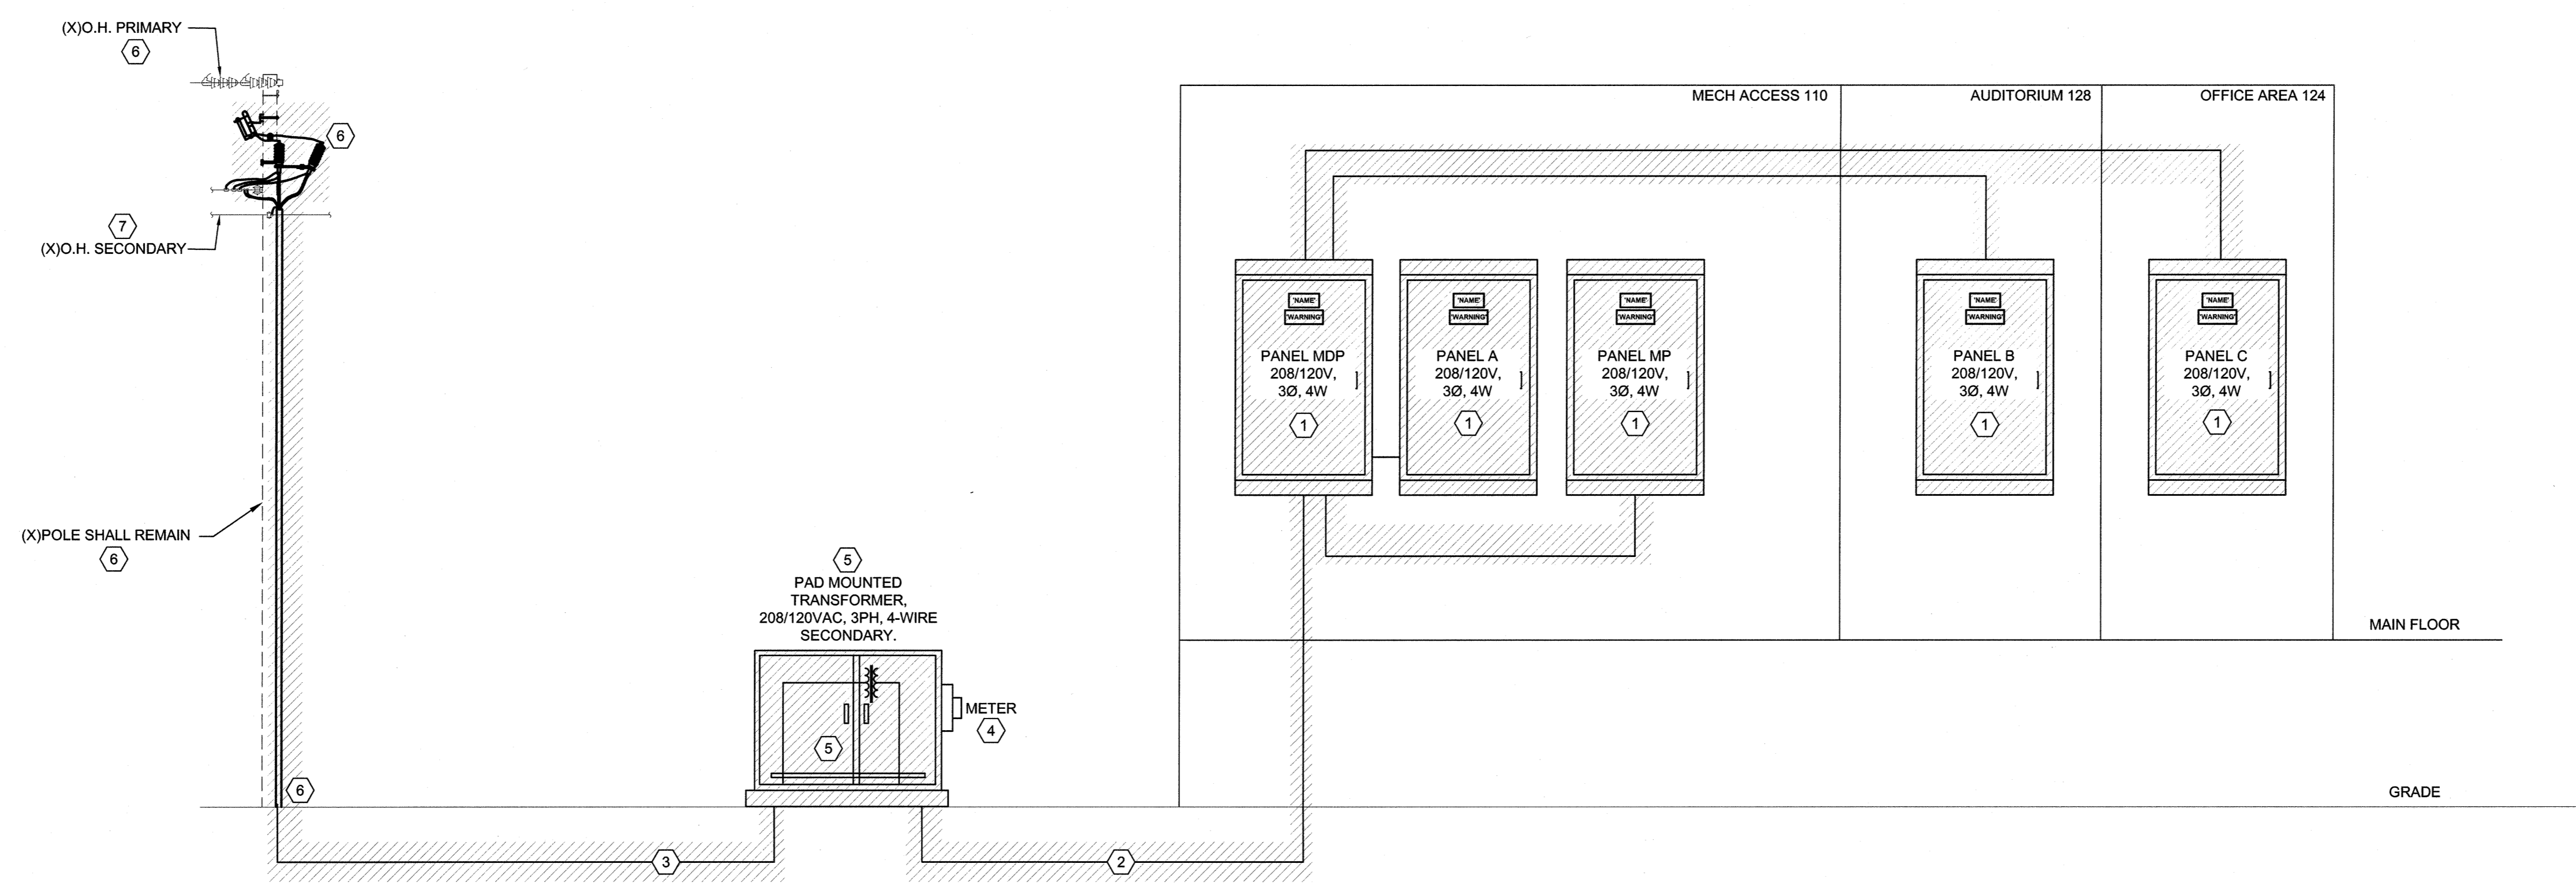 (X)O.H. PRIMARY
6
6
7
(X)O.H. SECONDARY
(X)POLE SHALL REMAIN
6
6
3
5
PAD MOUNTED
TRANSFORMER,
208/120VAC, 3PH, 4-WIRE
SECONDARY.
5
METER
4
2
MECH ACCESS 110
AUDITORIUM 128
OFFICE AREA 124
'NAME'
'WARNING'
PANEL MDP
208/120V,
3Ø, 4W
1
'NAME'
'WARNING'
PANEL A
208/120V,
3Ø, 4W
1
'NAME'
'WARNING'
PANEL MP
208/120V,
3Ø, 4W
1
'NAME'
'WARNING'
PANEL B
208/120V,
3Ø, 4W
1
'NAME'
'WARNING'
PANEL C
208/120V,
3Ø, 4W
1
MAIN FLOOR
GRADE